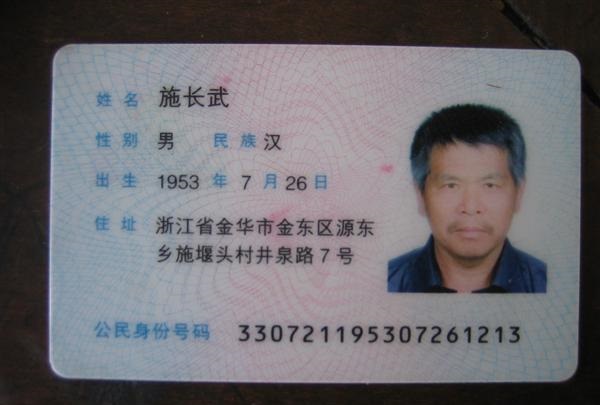 姓名 施长武
性别 男 民族 汉
出生 1953 年 7 月 26 日
住址 浙江省金华市金东区源东
乡施堰头村井泉路7号
公民身份号码 330721195307261213